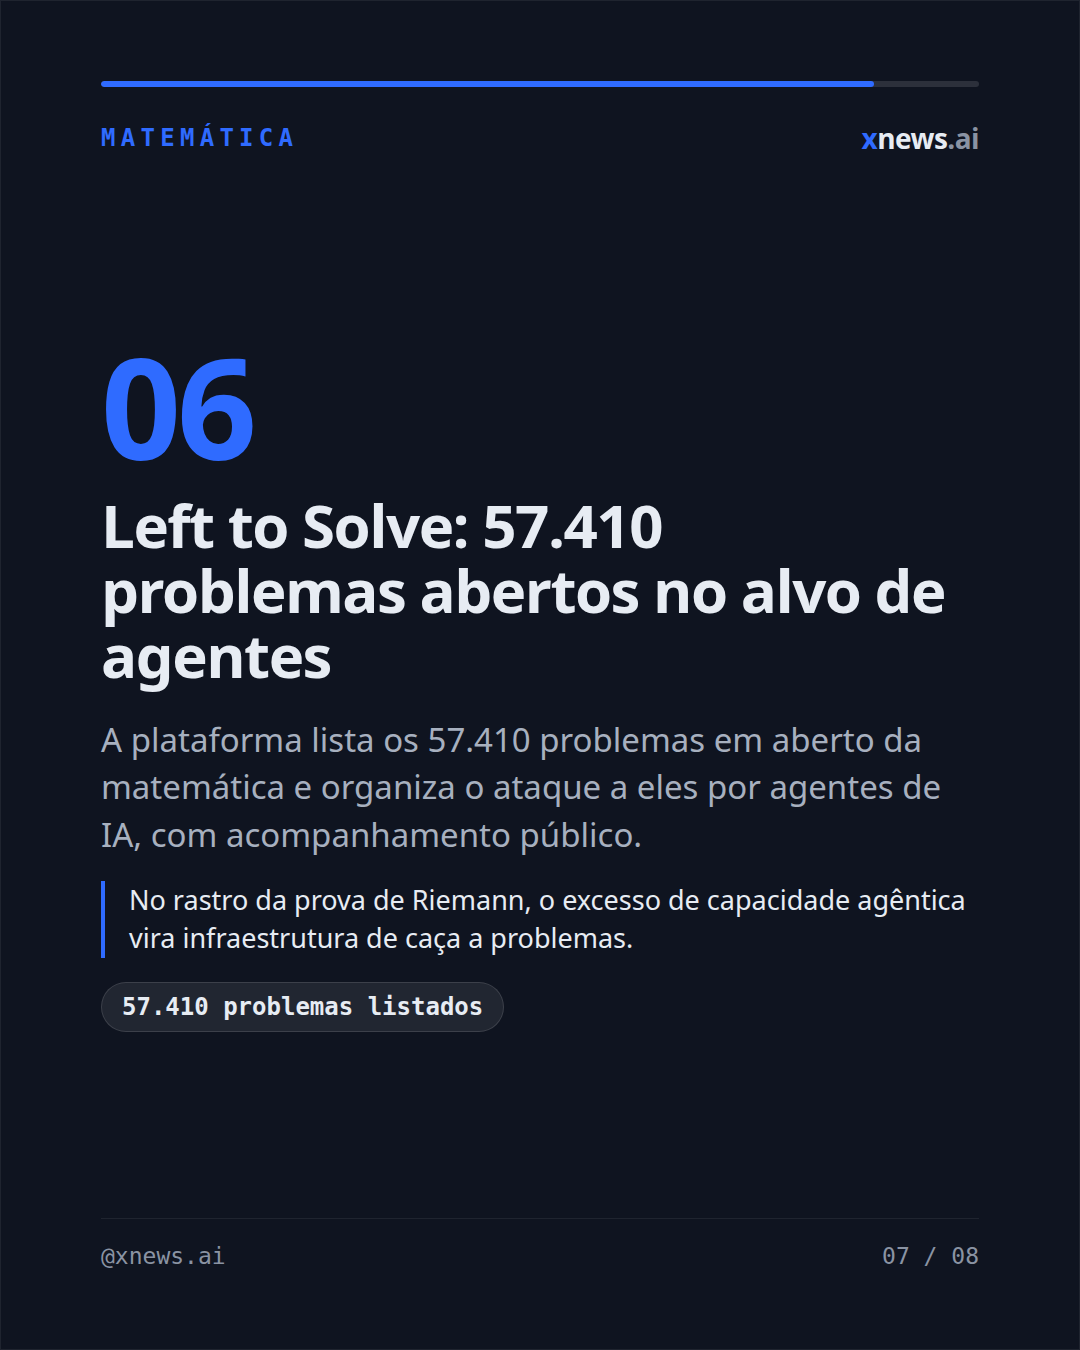 MATEMÁTICA
xnews.ai
06
Left to Solve: 57.410
problemas abertos no alvo de
agentes
A plataforma lista os 57.410 problemas em aberto da
matemática e organiza o ataque a eles por agentes de
IA, com acompanhamento público.
No rastro da prova de Riemann, o excesso de capacidade agêntica
vira infraestrutura de caça a problemas.
57.410 problemas listados
@xnews.ai
07 / 08